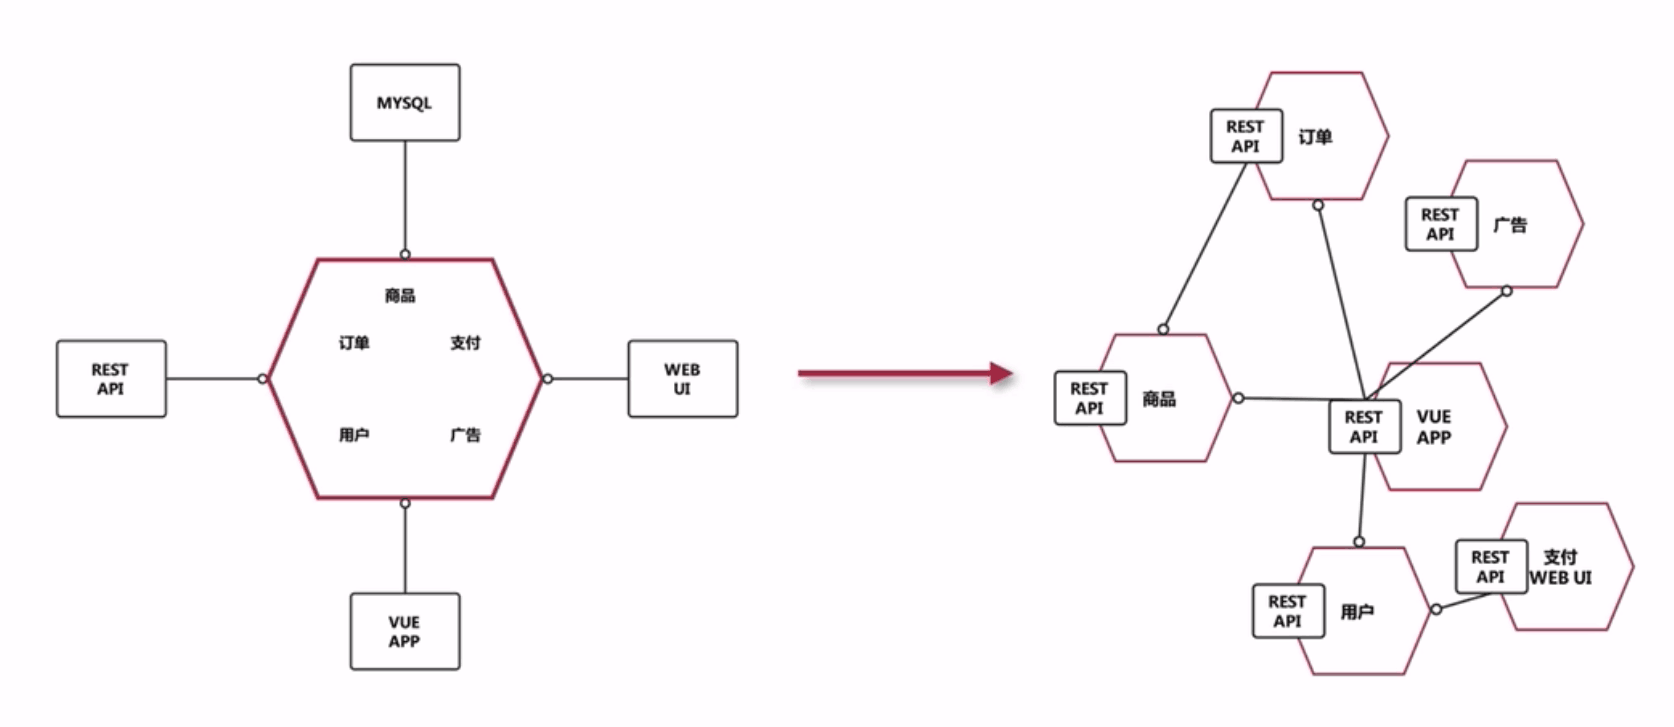 MYSQL
商品
订单
支付
REST
API
WEB
UI
用户
广告
VUE
APP
REST
API
订单
REST
API
广告
REST
API
商品
REST
API
VUE
APP
REST
API
支付
WEB UI
REST
API
用户